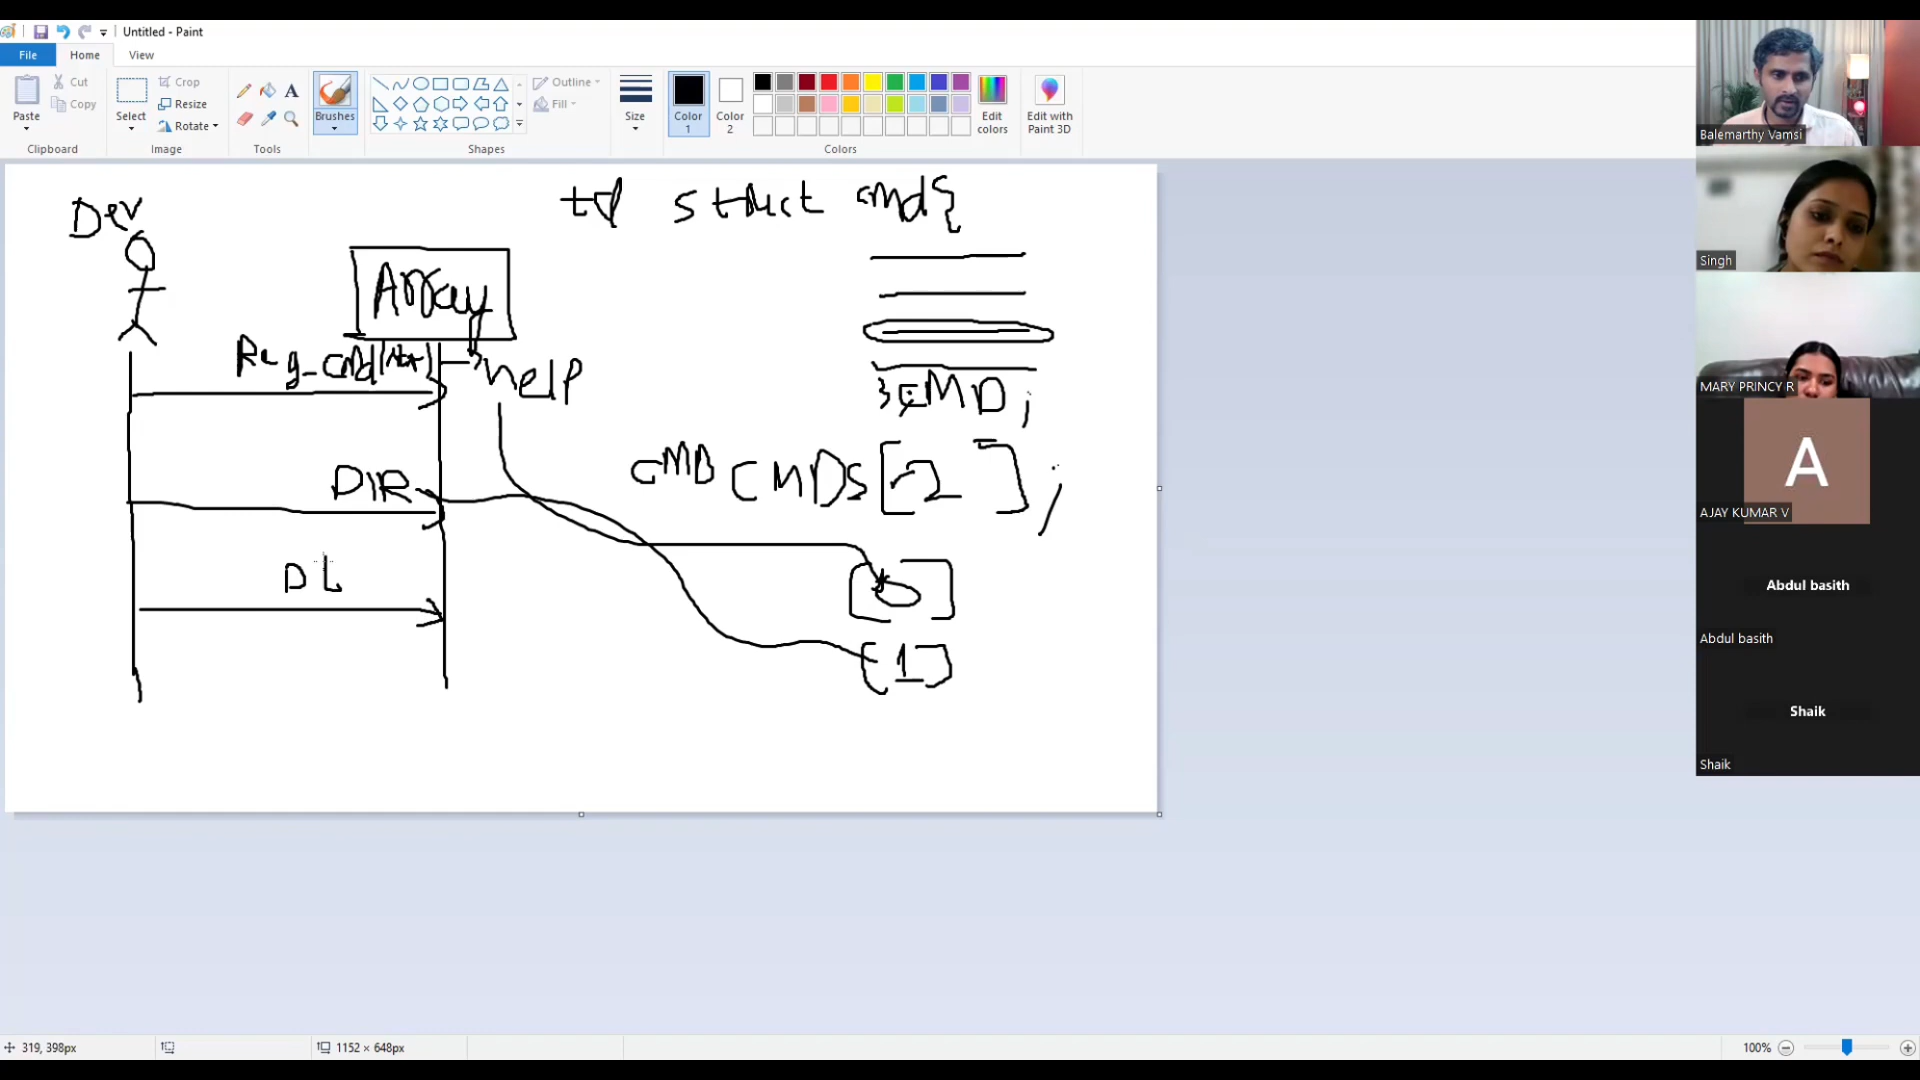 Untitled - Paint
File Home View
Cut
Copy
Paste
Clipboard
Crop
Resize
Rotate
Select
Image
Tools
Brushes
Shapes
Outline
Fill
Size
Color 1
Color 2
Colors
Edit colors
Edit with Paint 3D
Dev
td struct cmd{
Array
Reg_CMD
help
}CMD;
DIR
CMD CMDS[2];
DL
[0]
[1]
Balemarthy Vamsi
Singh
MARY PRINCY R
A
AJAY KUMAR V
Abdul basith
Abdul basith
Shaik
Shaik
319, 398px
1152 × 648px
100%